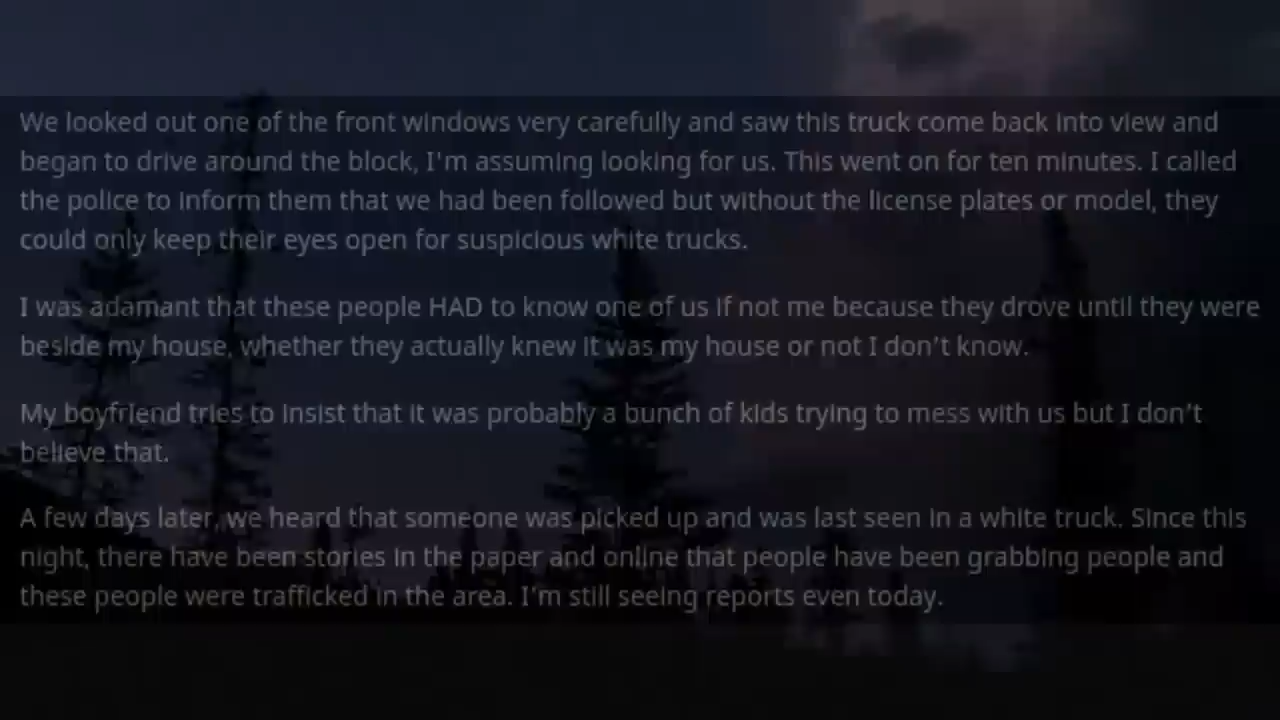 We looked out one of the front windows very carefully and saw this truck come back into view and
began to drive around the block, I'm assuming looking for us. This went on for ten minutes. I called
the police to inform them that we had been followed but without the license plates or model, they
could only keep their eyes open for suspicious white trucks.
I was adamant that these people HAD to know one of us if not me because they drove until they were
beside my house, whether they actually knew it was my house or not I don't know.
My boyfriend tries to insist that it was probably a bunch of kids trying to mess with us but I don't
believe that.
A few days later, we heard that someone was picked up and was last seen in a white truck. Since this
night, there have been stories in the paper and online that people have been grabbing people and
these people were trafficked in the area. I'm still seeing reports even today.